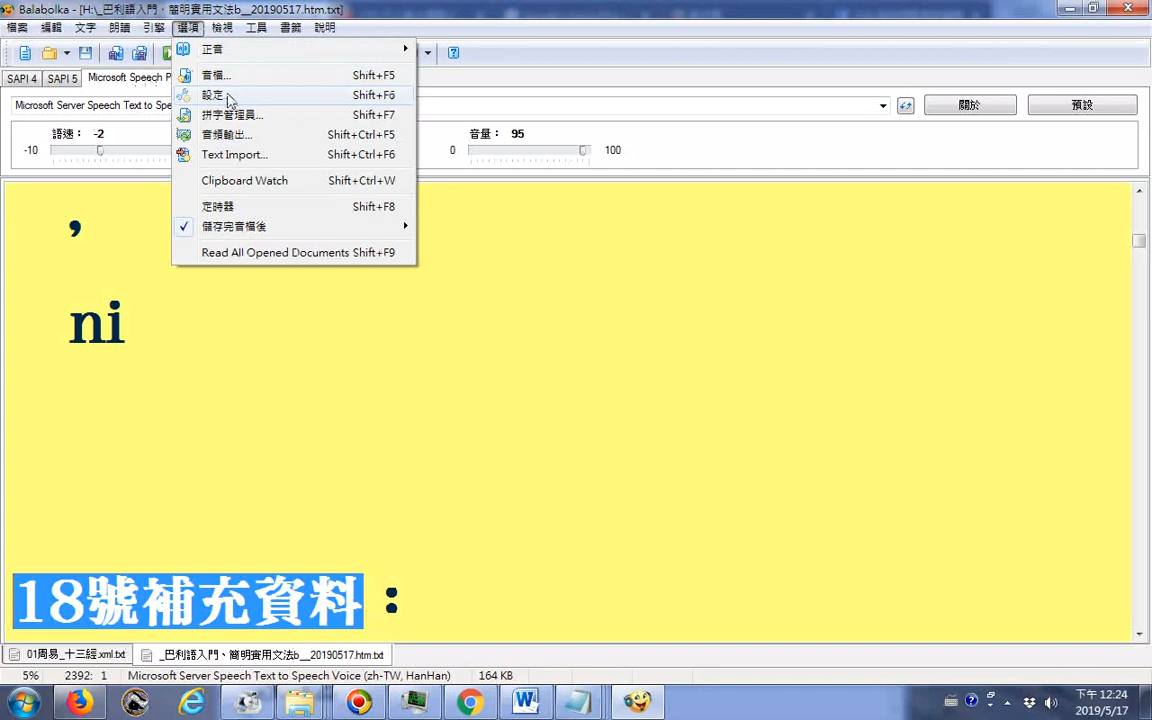 Balabolka - [H:\_巴利語入門、簡明實用文法b_20190517.htm.txt]
檔案 編輯 文字 朗讀 引擎 選項 檢視 工具 書籤 說明
正音
SAPI 4 SAPI 5 Microsoft Speech P
音檔... Shift+F5
設定 Shift+F6
Microsoft Server Speech Text to Spe 關於 預設
拼字管理員... Shift+F7
語速： -2 音頻輸出... Shift+Ctrl+F5 音量： 95
-10 Text Import... Shift+Ctrl+F6 0 100
Clipboard Watch Shift+Ctrl+W
定時器 Shift+F8
儲存完音檔後
,
Read All Opened Documents Shift+F9
ni
18號補充資料：
01周易_十三經.xml.txt _巴利語入門、簡明實用文法b__20190517.htm.txt
5% 2392: 1 Microsoft Server Speech Text to Speech Voice (zh-TW, HanHan) 164 KB
下午 12:24
2019/5/17